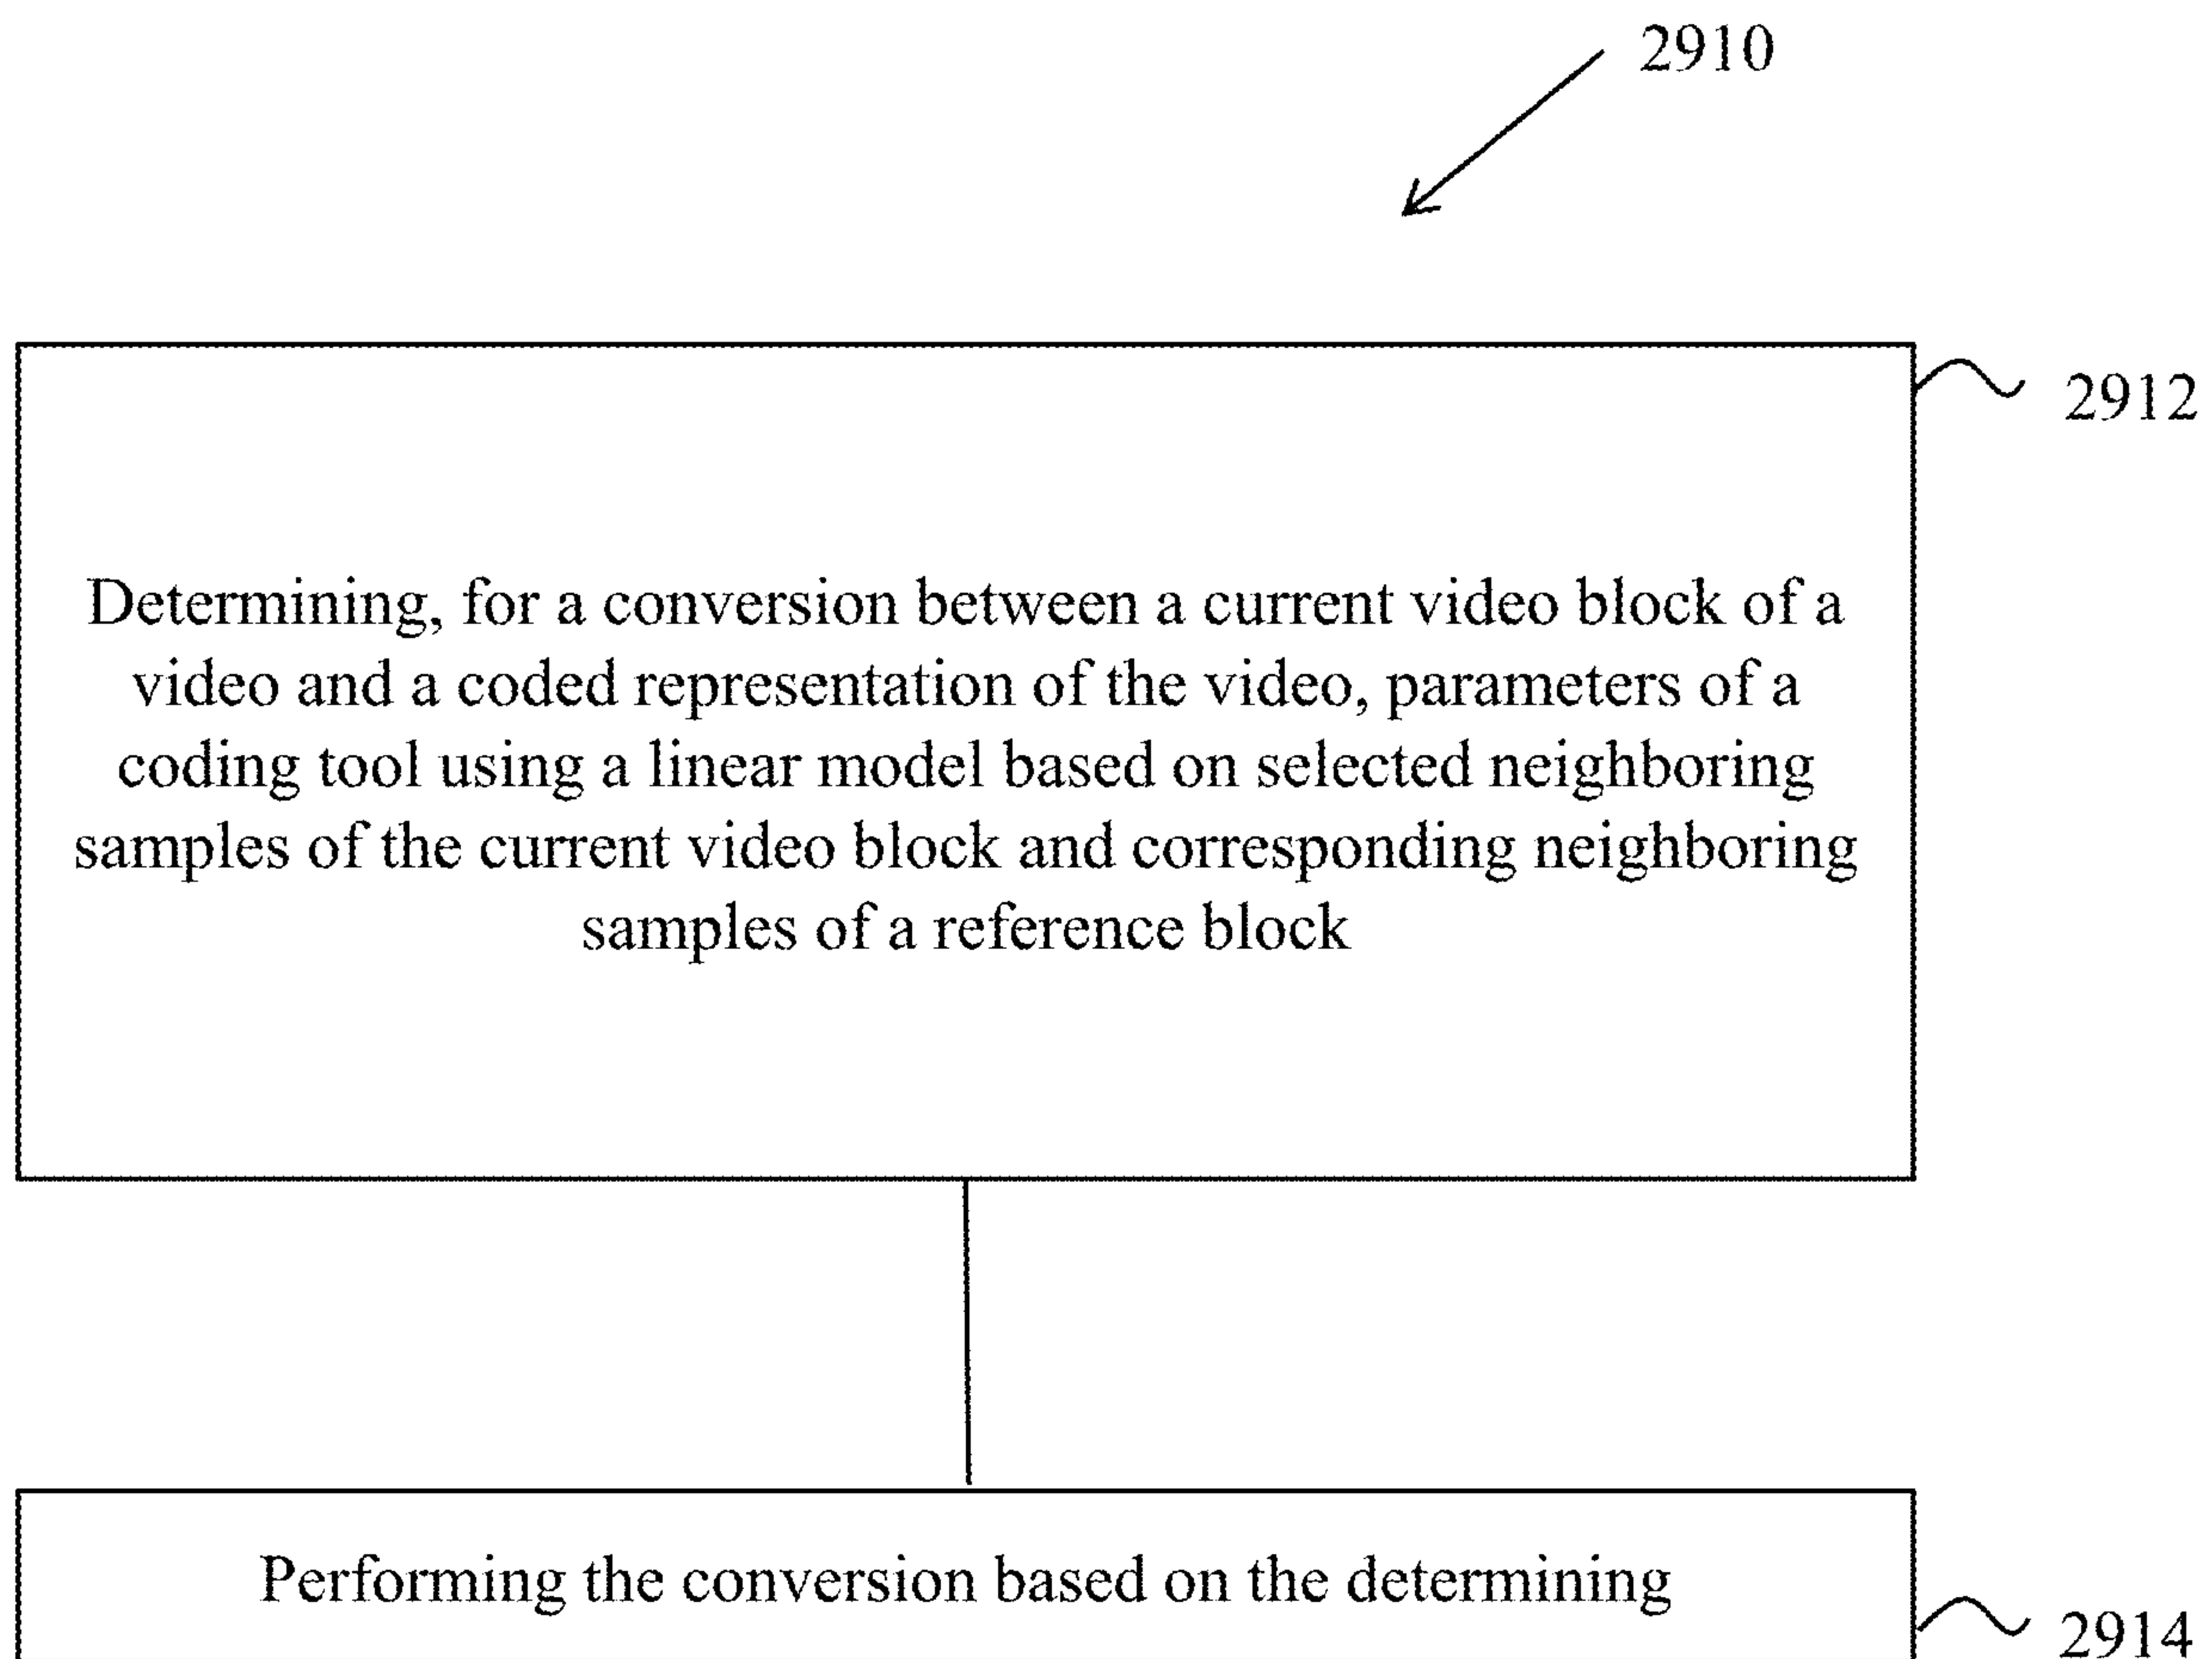 2910
2912
Determining, for a conversion between a current video block of a
video and a coded representation of the video, parameters of a
coding tool using a linear model based on selected neighboring
samples of the current video block and corresponding neighboring
samples of a reference block
Performing the conversion based on the determining
2914